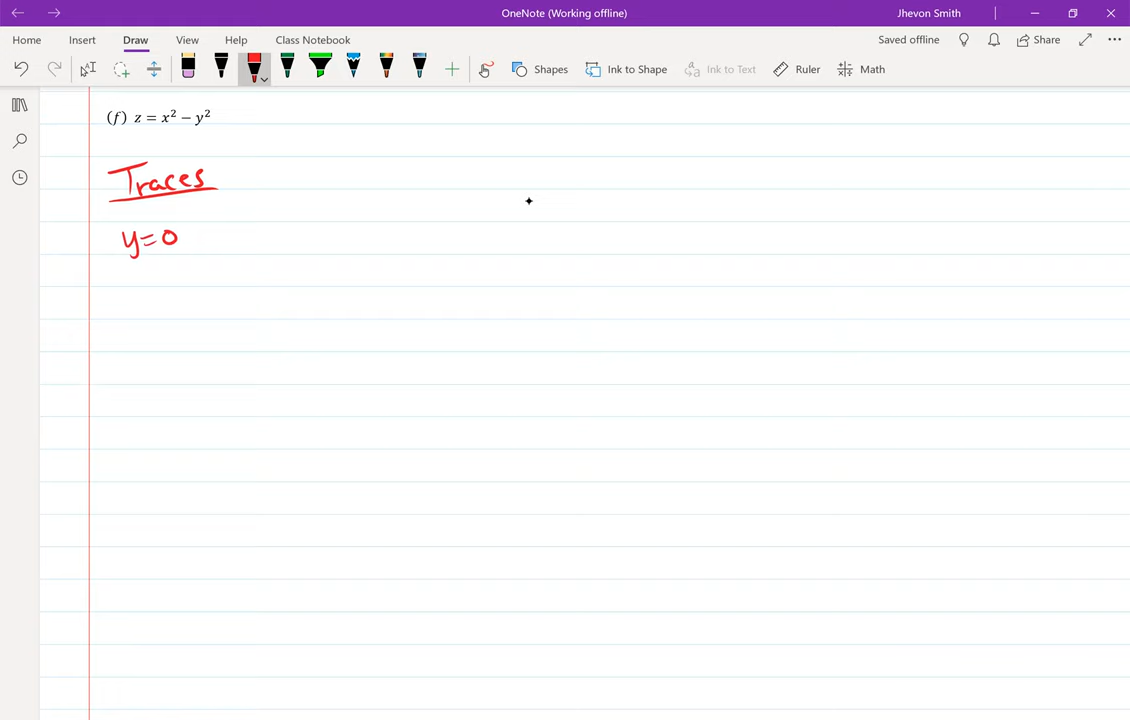 OneNote (Working offline)
Jhevon Smith
Home Insert Draw View Help Class Notebook
Saved offline
Share
Shapes
Ink to Shape
Ink to Text
Ruler
Math
(f) z = x² − y²
Traces
y=0